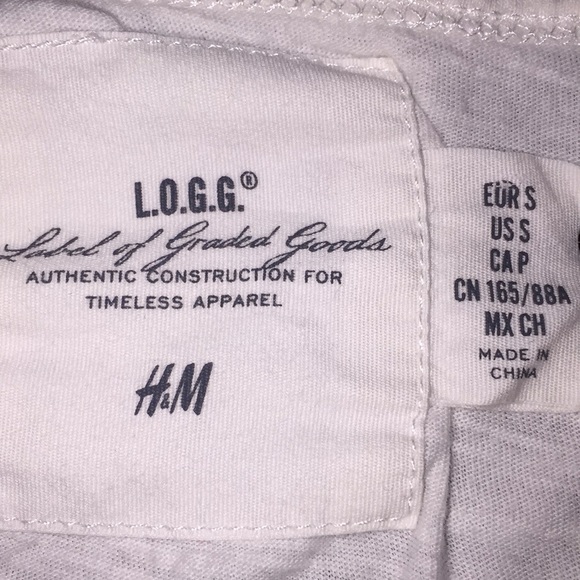 L.O.G.G.®
Label of Graded Goods
AUTHENTIC CONSTRUCTION FOR
TIMELESS APPAREL
H&M
EUR S
US S
CA P
CN 165/88A
MX CH
MADE IN
CHINA